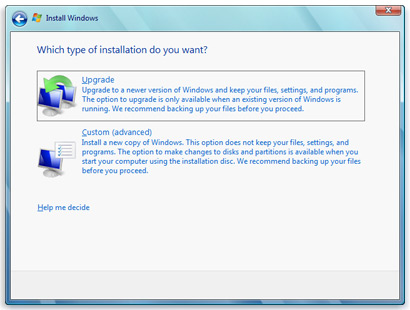 Install Windows
Which type of installation do you want?
Upgrade
Upgrade to a newer version of Windows and keep your files, settings, and programs.
The option to upgrade is only available when an existing version of Windows is
running. We recommend backing up your files before you proceed.
Custom (advanced)
Install a new copy of Windows. This option does not keep your files, settings, and
programs. The option to make changes to disks and partitions is available when you
start your computer using the installation disc. We recommend backing up your files
before you proceed.
Help me decide